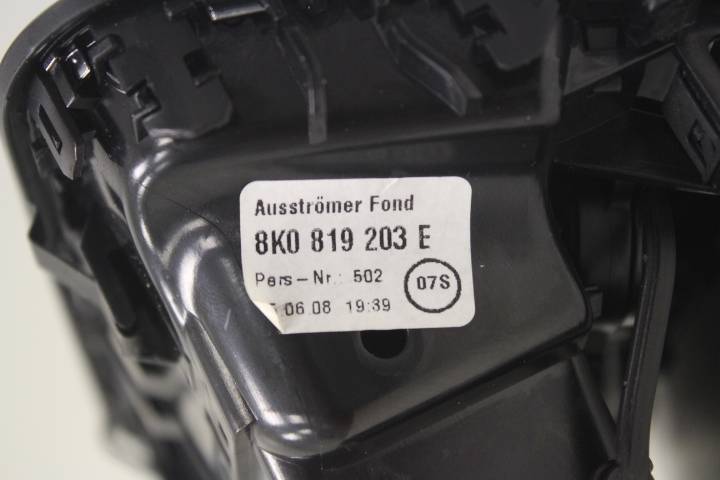 Ausströmer Fond
8K0 819 203 E
Pers-Nr.: 502
07S
.06.08 19:39